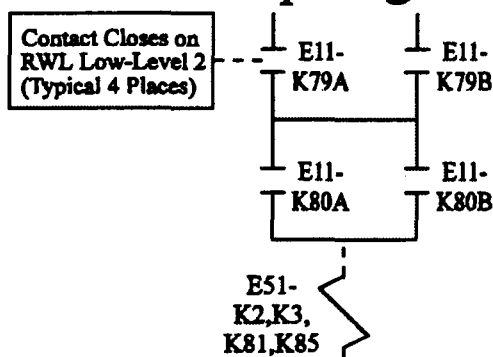 Contact Closes on
RWL Low-Level 2
(Typical 4 Places)
E11-
K79A
E11-
K79B
E11-
K80A
E11-
K80B
E51-
K2,K3,
K81,K85